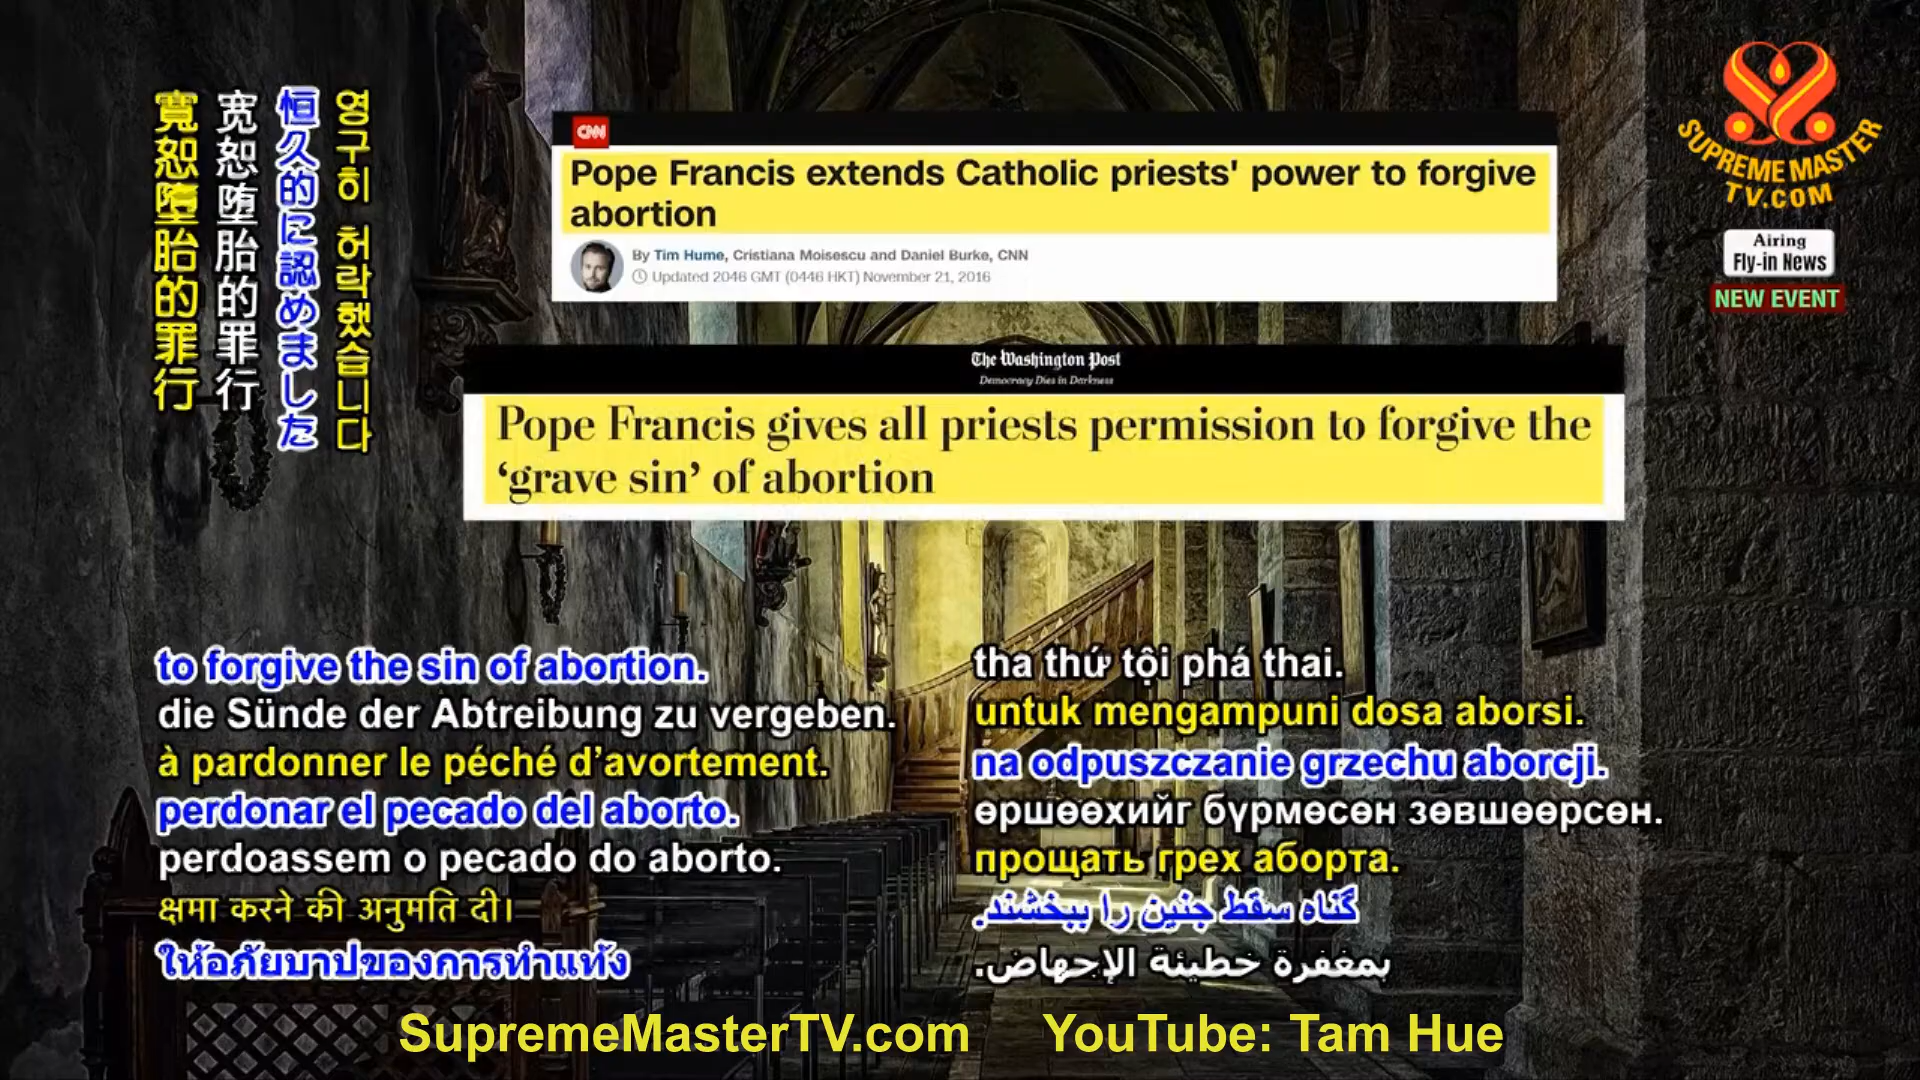 寬恕墮胎的罪行
宽恕堕胎的罪行
恒久的に認めました
영구히 허락했습니다
CNN
Pope Francis extends Catholic priests' power to forgive
abortion
By Tim Hume, Cristiana Moisescu and Daniel Burke, CNN
Updated 2046 GMT (0446 HKT) November 21, 2016
The Washington Post
Democracy Dies in Darkness
Pope Francis gives all priests permission to forgive the
‘grave sin’ of abortion
SUPREME MASTER
TV.COM
Airing
Fly-in News
NEW EVENT
to forgive the sin of abortion.
die Sünde der Abtreibung zu vergeben.
à pardonner le péché d’avortement.
perdonar el pecado del aborto.
perdoassem o pecado do aborto.
क्षमा करने की अनुमति दी।
ให้อภัยบาปของการทำแท้ง
tha thứ tội phá thai.
untuk mengampuni dosa aborsi.
na odpuszczanie grzechu aborcji.
өршөөхийг бүрмөсөн зөвшөөрсөн.
прощать грех аборта.
گناه سقط جنین را ببخشند.
بمغفرة خطيئة الإجهاض.
SupremeMasterTV.com YouTube: Tam Hue